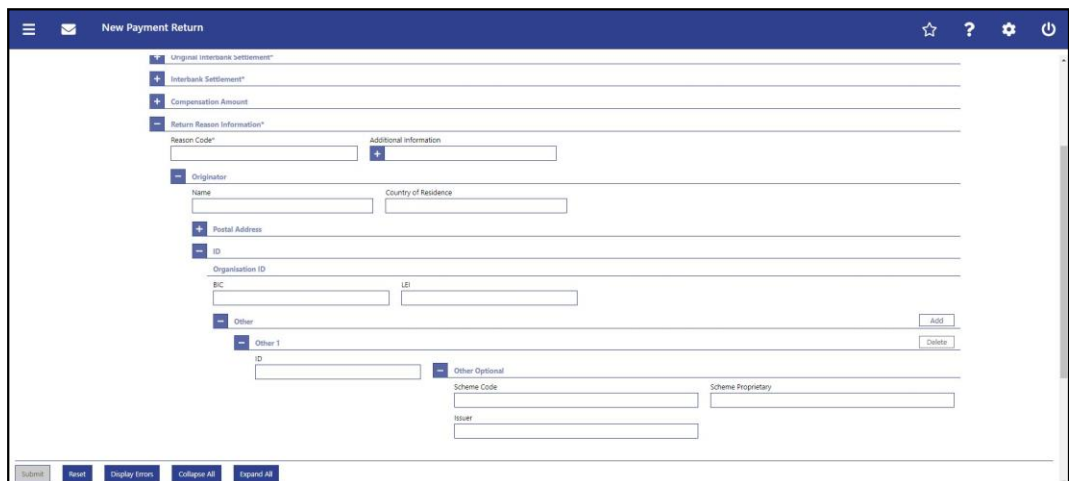 New Payment Return
Original Interbank Settlement*
Interbank Settlement*
Compensation Amount
Return Reason Information*
Reason Code* Additional Information
Originator
Name Country of Residence
Postal Address
ID
Organisation ID
BIC LEI
Other Add
Other 1 Delete
ID Other Optional
Scheme Code Scheme Proprietary
Issuer
Submit Reset Display Errors Collapse All Expand All